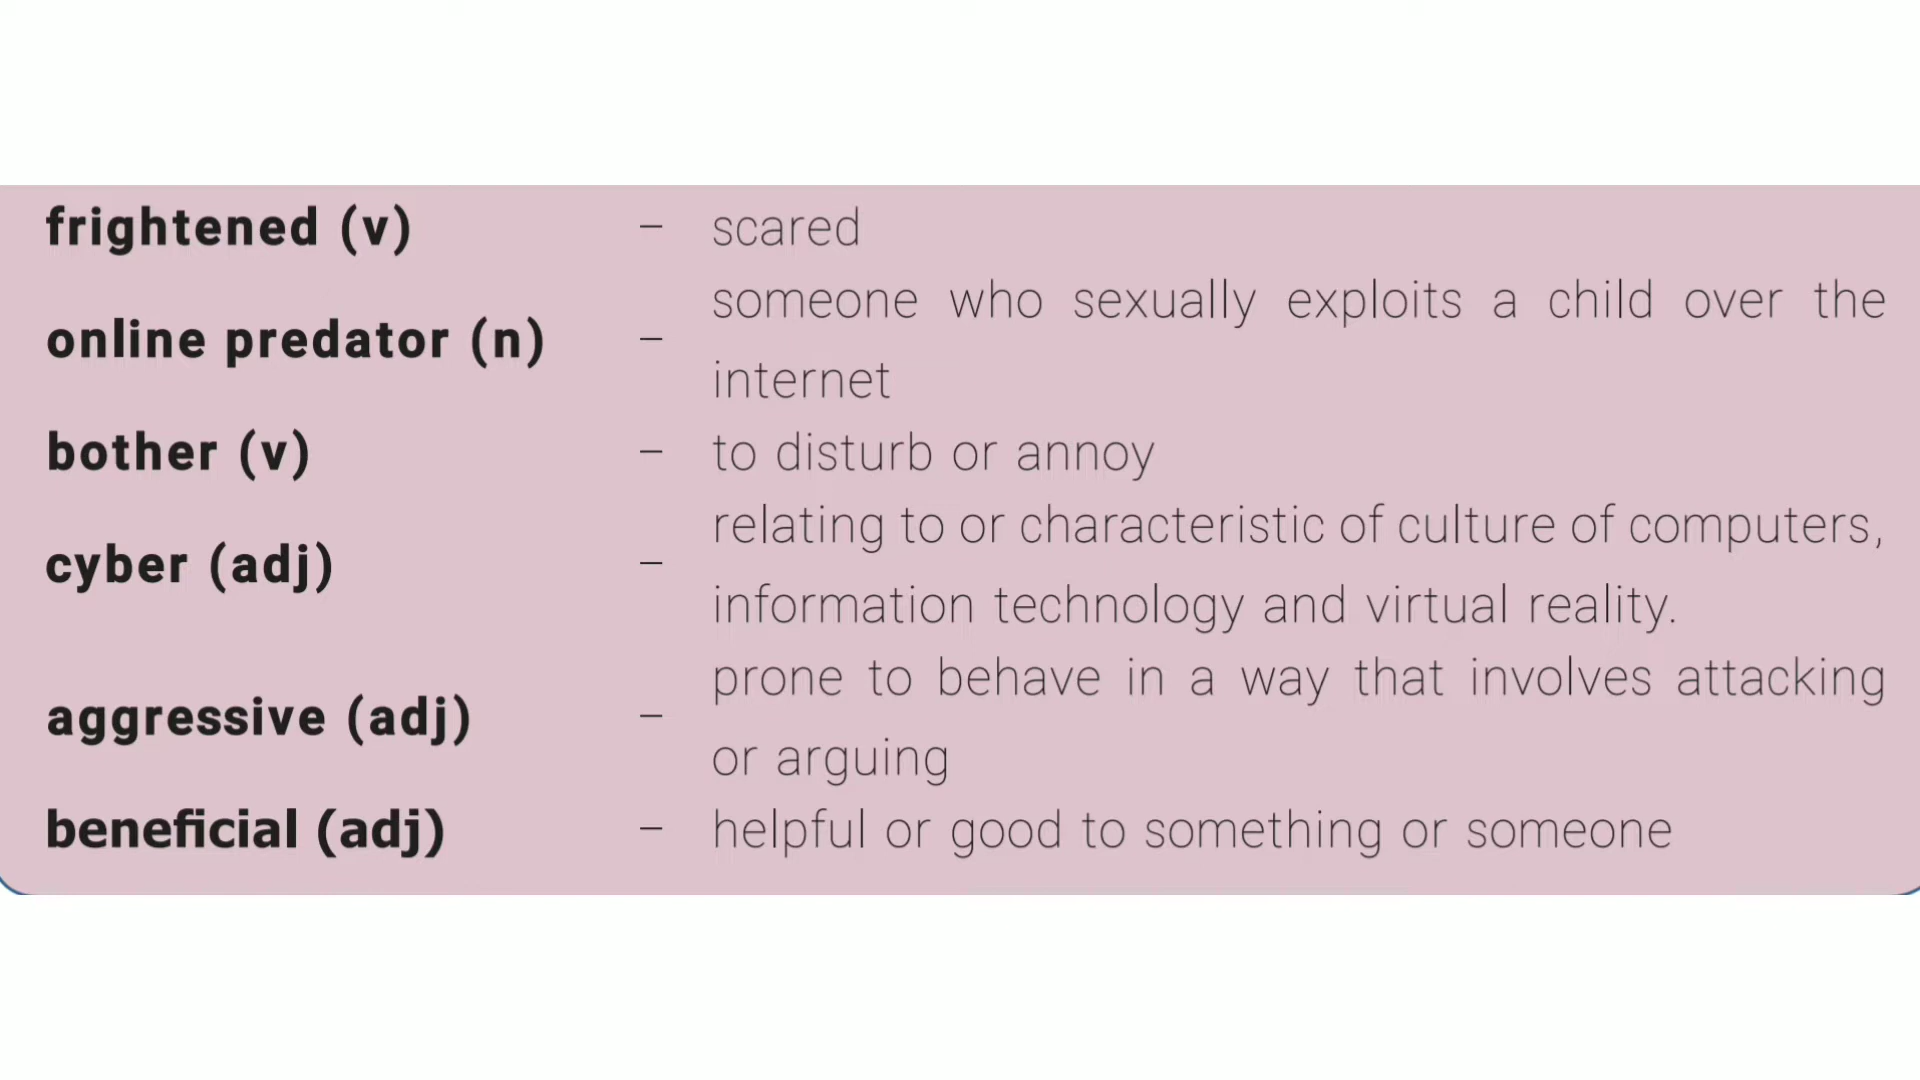 frightened (v) – scared
online predator (n) – someone who sexually exploits a child over the
internet
bother (v) – to disturb or annoy
cyber (adj) – relating to or characteristic of culture of computers,
information technology and virtual reality.
aggressive (adj) – prone to behave in a way that involves attacking
or arguing
beneficial (adj) – helpful or good to something or someone